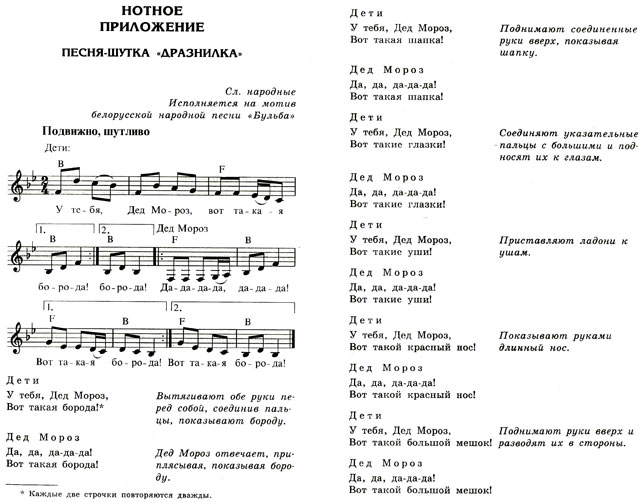 НОТНОЕ
ПРИЛОЖЕНИЕ
ПЕСНЯ-ШУТКА «ДРАЗНИЛКА»
Сл. народные
Исполняется на мотив
белорусской народной песни «Бульба»
Подвижно, шутливо
Дети:
B F
У те-бя, Дед Мо-роз, вот та-ка-я
1. 2. Дед Мороз
B B F
бо-ро-да! бо-ро-да! Да-да-да-да, да-да-да!
1. 2.
B F B F B
Вот та-ка-я бо-ро-да! Вот та-ка-я бо-ро-да!
Дети
У тебя, Дед Мороз, Вытягивают обе руки пе-
Вот такая борода!* ред собой, соединив паль-
цы, показывают бороду.
Дед Мороз
Да, да, да-да-да! Дед Мороз отвечает, при-
Вот такая борода! плясывая, показывая боро-
ду.
* Каждые две строчки повторяются дважды.
Дети
У тебя, Дед Мороз, Поднимают соединенные
Вот такая шапка! руки вверх, показывая
шапку.
Дед Мороз
Да, да, да-да-да!
Вот такая шапка!
Дети
У тебя, Дед Мороз, Соединяют указательные
Вот такие глазки! пальцы с большими и под-
носят их к глазам.
Дед Мороз
Да, да, да-да-да!
Вот такие глазки!
Дети
У тебя, Дед Мороз, Приставляют ладони к
Вот такие уши! ушам.
Дед Мороз
Да, да, да-да-да!
Вот такие уши!
Дети
У тебя, Дед Мороз, Показывают руками
Вот такой красный нос! длинный нос.
Дед Мороз
Да, да, да-да-да!
Вот такой красный нос!
Дети
У тебя, Дед Мороз, Поднимают руки вверх и
Вот такой большой мешок! разводят их в стороны.
Дед Мороз
Да, да, да-да-да!
Вот такой большой мешок!